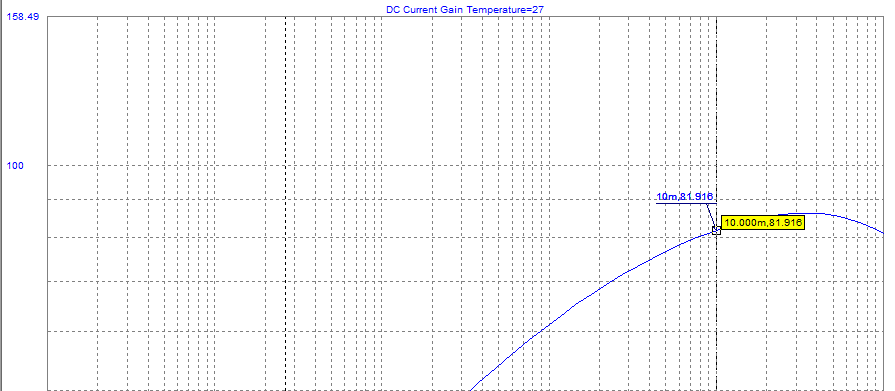 DC Current Gain Temperature=27
158.49
100
10m,81.916
10.000m,81.916